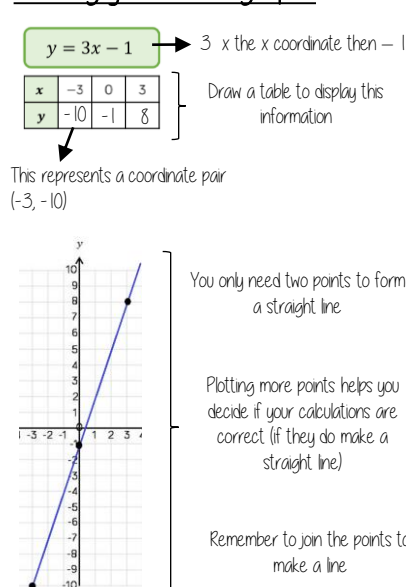 y = 3x − 1
3 x the x coordinate then − 1
x −3 0 3
y −10 −1 8
Draw a table to display this
information
This represents a coordinate pair
(-3, -10)
y
10
9
8
7
6
5
4
3
2
1
0
-3 -2 -1 1 2 3
-1
-2
-3
-4
-5
-6
-7
-8
-9
-10
You only need two points to form
a straight line
Plotting more points helps you
decide if your calculations are
correct (if they do make a
straight line)
Remember to join the points to
make a line